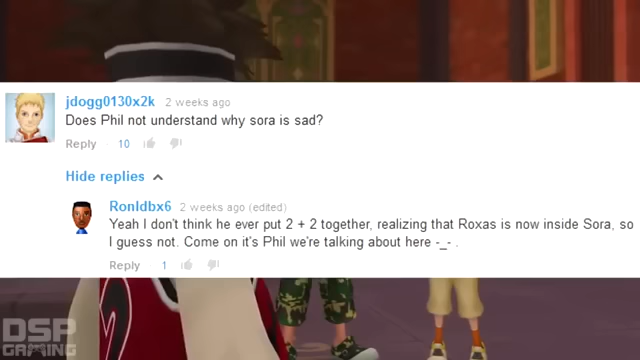 jdogg0130x2k 2 weeks ago
Does Phil not understand why sora is sad?
Reply · 10
Hide replies
Ronldbx6 2 weeks ago (edited)
Yeah I don't think he ever put 2 + 2 together, realizing that Roxas is now inside Sora, so
I guess not. Come on it's Phil we're talking about here -_- .
Reply 1
DSP
GAMING